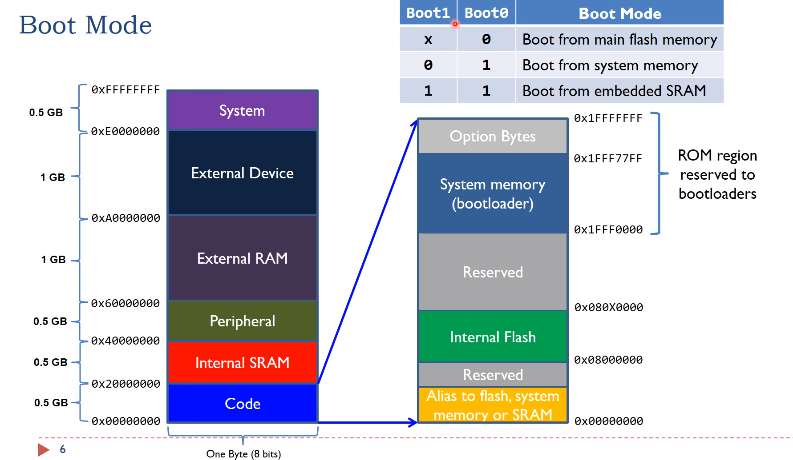 Boot Mode
Boot1 Boot0 Boot Mode
x 0 Boot from main flash memory
0 1 Boot from system memory
1 1 Boot from embedded SRAM
0xFFFFFFFF
0.5 GB
System
0xE0000000
1 GB
External Device
0xA0000000
1 GB
External RAM
0x60000000
0.5 GB
Peripheral
0x40000000
0.5 GB
Internal SRAM
0x20000000
0.5 GB
Code
0x00000000
One Byte (8 bits)
0x1FFFFFFF
Option Bytes
0x1FFF77FF
System memory
(bootloader)
0x1FFF0000
Reserved
0x080X0000
Internal Flash
0x08000000
Reserved
Alias to flash, system
memory or SRAM
0x00000000
ROM region
reserved to
bootloaders
6